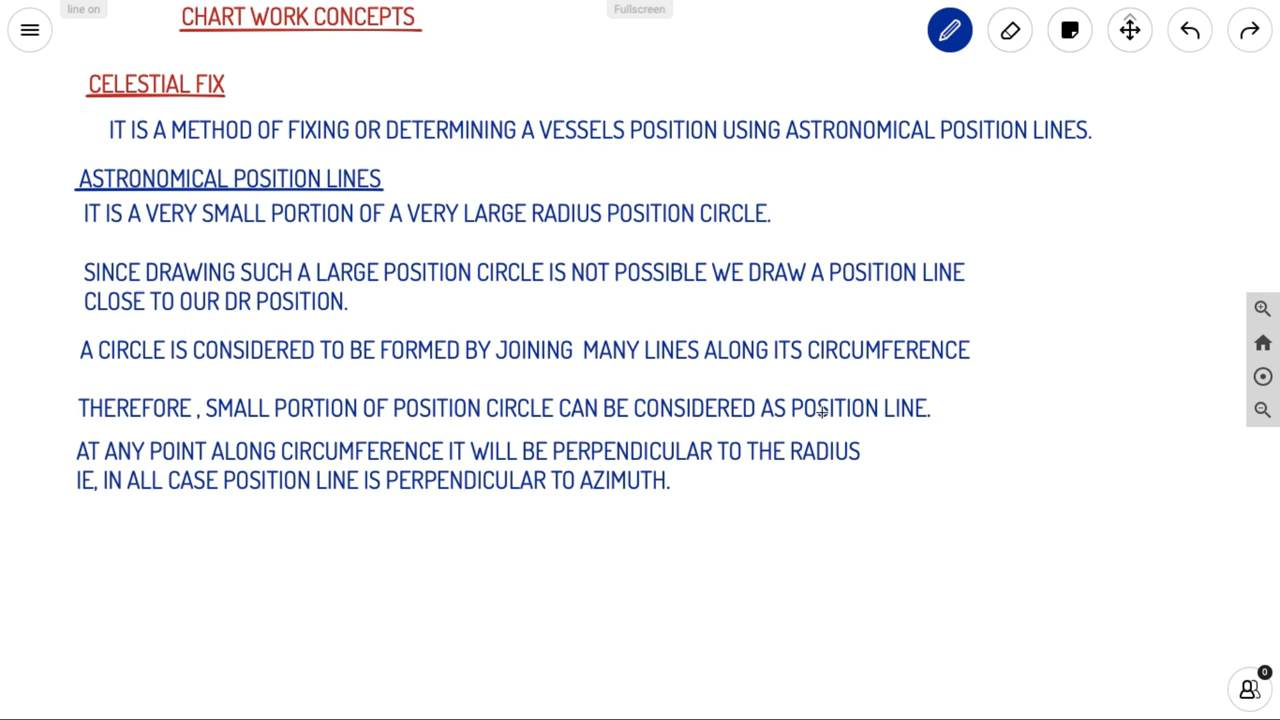 line on
Fullscreen
CHART WORK CONCEPTS
CELESTIAL FIX
IT IS A METHOD OF FIXING OR DETERMINING A VESSELS POSITION USING ASTRONOMICAL POSITION LINES.
ASTRONOMICAL POSITION LINES
IT IS A VERY SMALL PORTION OF A VERY LARGE RADIUS POSITION CIRCLE.
SINCE DRAWING SUCH A LARGE POSITION CIRCLE IS NOT POSSIBLE WE DRAW A POSITION LINE
CLOSE TO OUR DR POSITION.
A CIRCLE IS CONSIDERED TO BE FORMED BY JOINING MANY LINES ALONG ITS CIRCUMFERENCE
THEREFORE , SMALL PORTION OF POSITION CIRCLE CAN BE CONSIDERED AS POSITION LINE.
AT ANY POINT ALONG CIRCUMFERENCE IT WILL BE PERPENDICULAR TO THE RADIUS
IE, IN ALL CASE POSITION LINE IS PERPENDICULAR TO AZIMUTH.
0